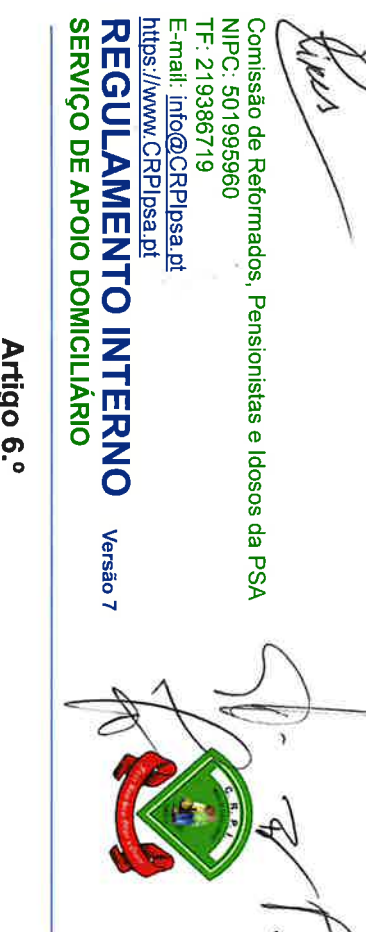 Comissão de Reformados, Pensionistas e Idosos da PSA
NIPC: 501995960
TF: 219386719
E-mail: info@CRPIpsa.pt
https://www.CRPIpsa.pt
REGULAMENTO INTERNO Versão 7
SERVIÇO DE APOIO DOMICILIÁRIO
C.R.P.I.
Artigo 6.º